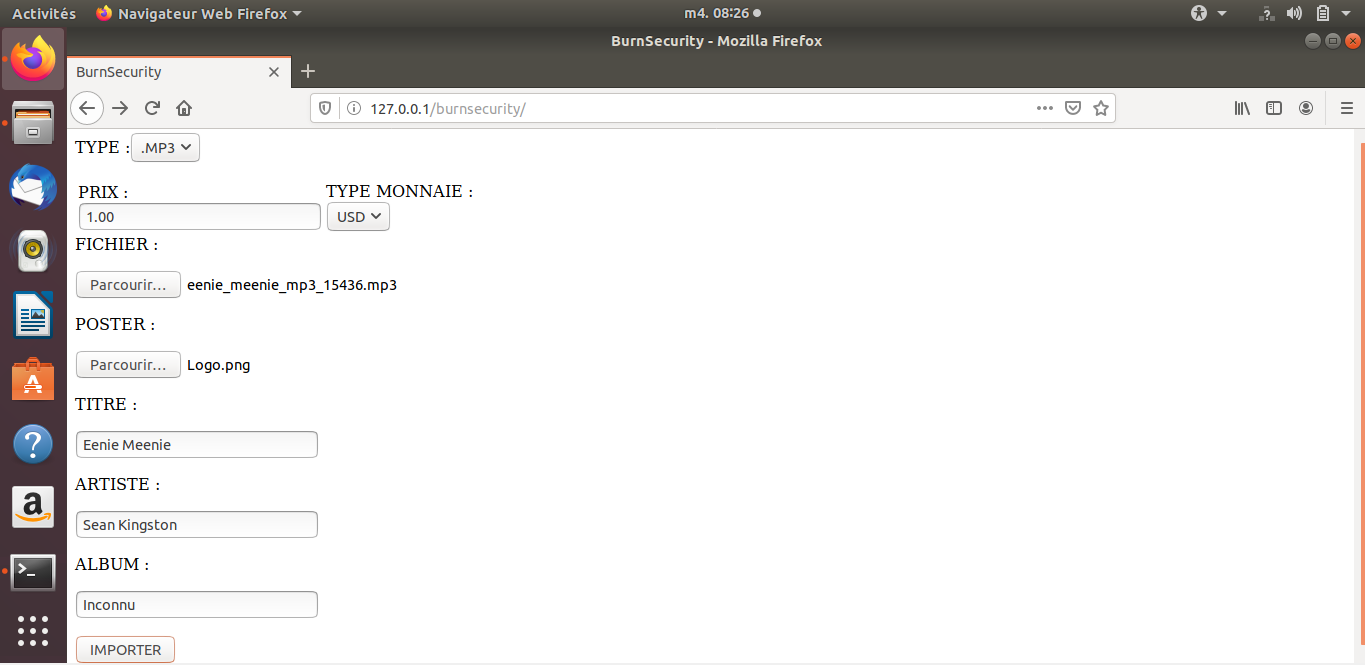 Activités Navigateur Web Firefox m4. 08:26
BurnSecurity - Mozilla Firefox
BurnSecurity
127.0.0.1/burnsecurity/
TYPE : .MP3
PRIX : TYPE MONNAIE :
1.00 USD
FICHIER :
Parcourir... eenie_meenie_mp3_15436.mp3
POSTER :
Parcourir... Logo.png
TITRE :
Eenie Meenie
ARTISTE :
Sean Kingston
ALBUM :
Inconnu
IMPORTER